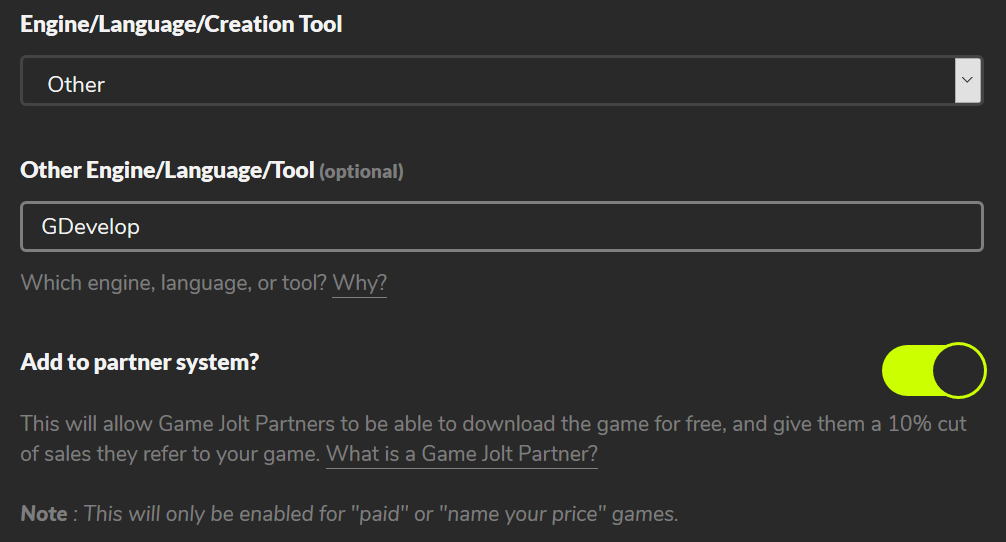 Engine/Language/Creation Tool
Other
Other Engine/Language/Tool (optional)
GDevelop
Which engine, language, or tool? Why?
Add to partner system?
This will allow Game Jolt Partners to be able to download the game for free, and give them a 10% cut
of sales they refer to your game. What is a Game Jolt Partner?
Note : This will only be enabled for "paid" or "name your price" games.